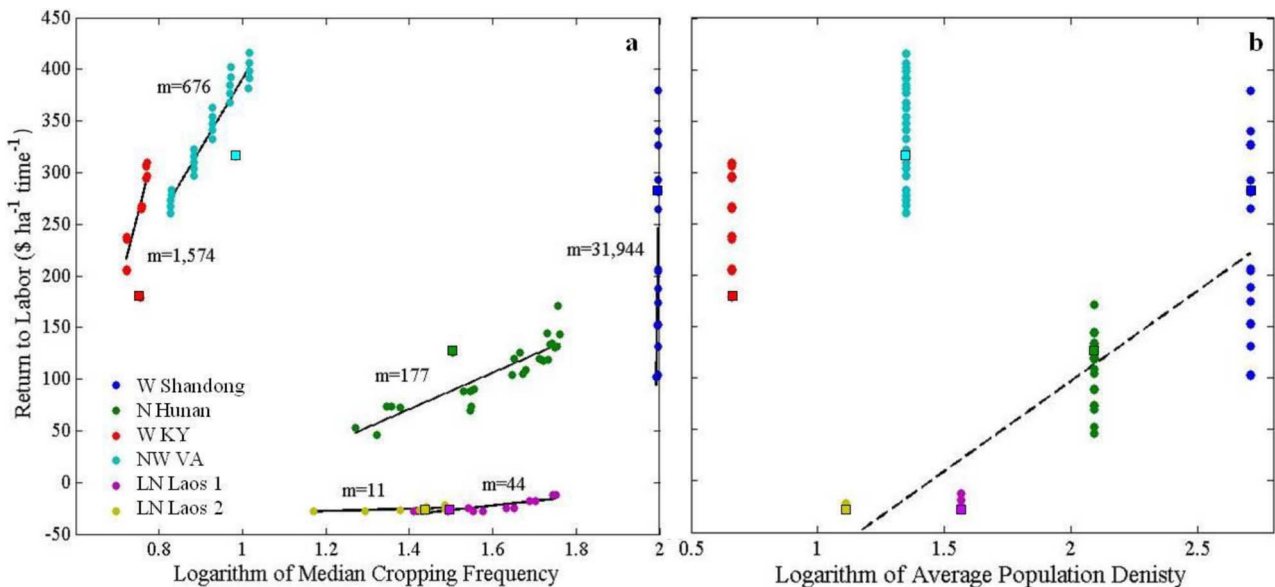 a
b
450
400
350
300
250
200
150
100
50
0
-50
Return to Labor ($ ha⁻¹ time⁻¹)
m=676
m=1,574
m=31,944
m=177
m=11
m=44
W Shandong
N Hunan
W KY
NW VA
LN Laos 1
LN Laos 2
0.8 1 1.2 1.4 1.6 1.8 2
Logarithm of Median Cropping Frequency
0.5 1 1.5 2 2.5
Logarithm of Average Population Denisty